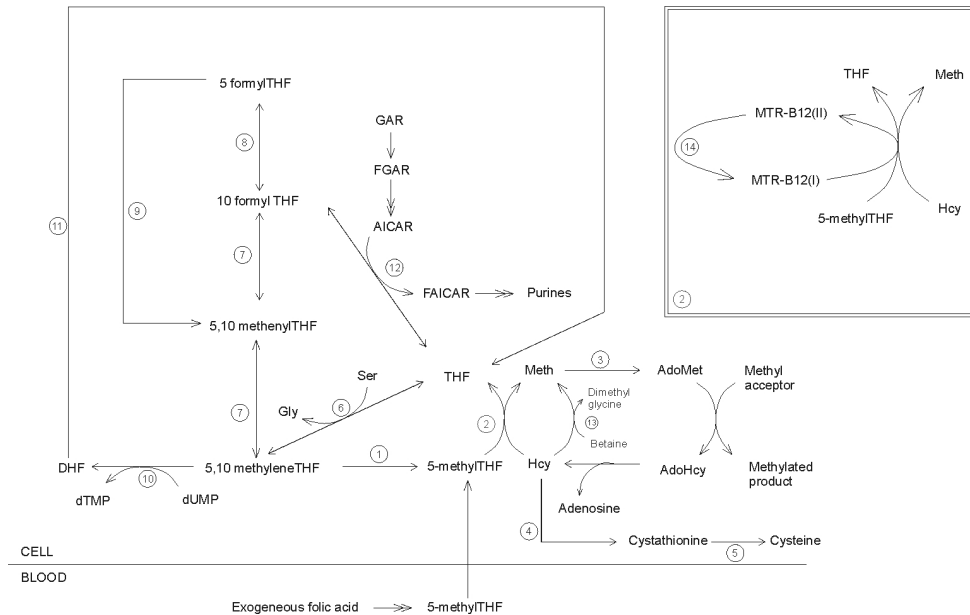 5 formylTHF
8
GAR
FGAR
10 formyl THF
11
9
AICAR
7
12
FAICAR
Purines
5,10 methenylTHF
THF
Meth
MTR-B12(II)
14
MTR-B12(I)
5-methylTHF
Hcy
2
Ser
THF
Meth
3
AdoMet
Methyl
acceptor
Gly
6
7
2
Dimethyl
glycine
13
Betaine
DHF
10
5,10 methyleneTHF
1
5-methylTHF
Hcy
AdoHcy
Methylated
product
dTMP
dUMP
Adenosine
4
Cystathionine
5
Cysteine
CELL
BLOOD
Exogeneous folic acid
5-methylTHF